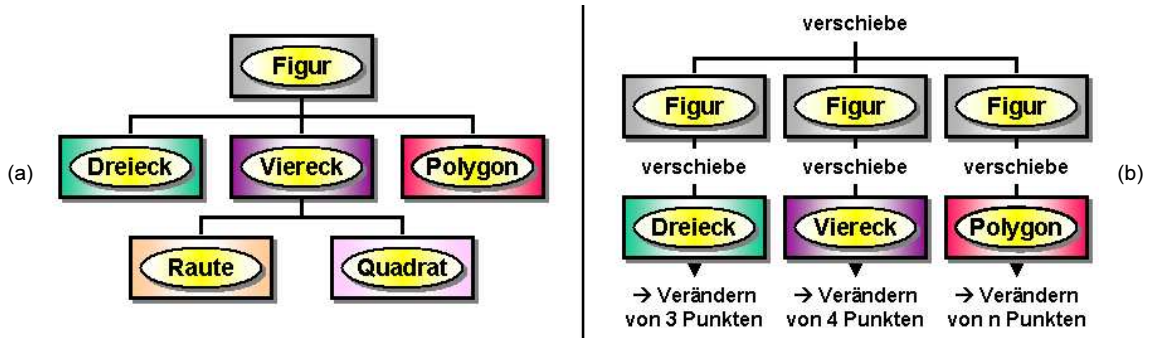 (a)
Figur
Dreieck Viereck Polygon
Raute Quadrat
verschiebe
Figur Figur Figur
verschiebe verschiebe verschiebe
(b)
Dreieck Viereck Polygon
→ Verändern → Verändern → Verändern
von 3 Punkten von 4 Punkten von n Punkten